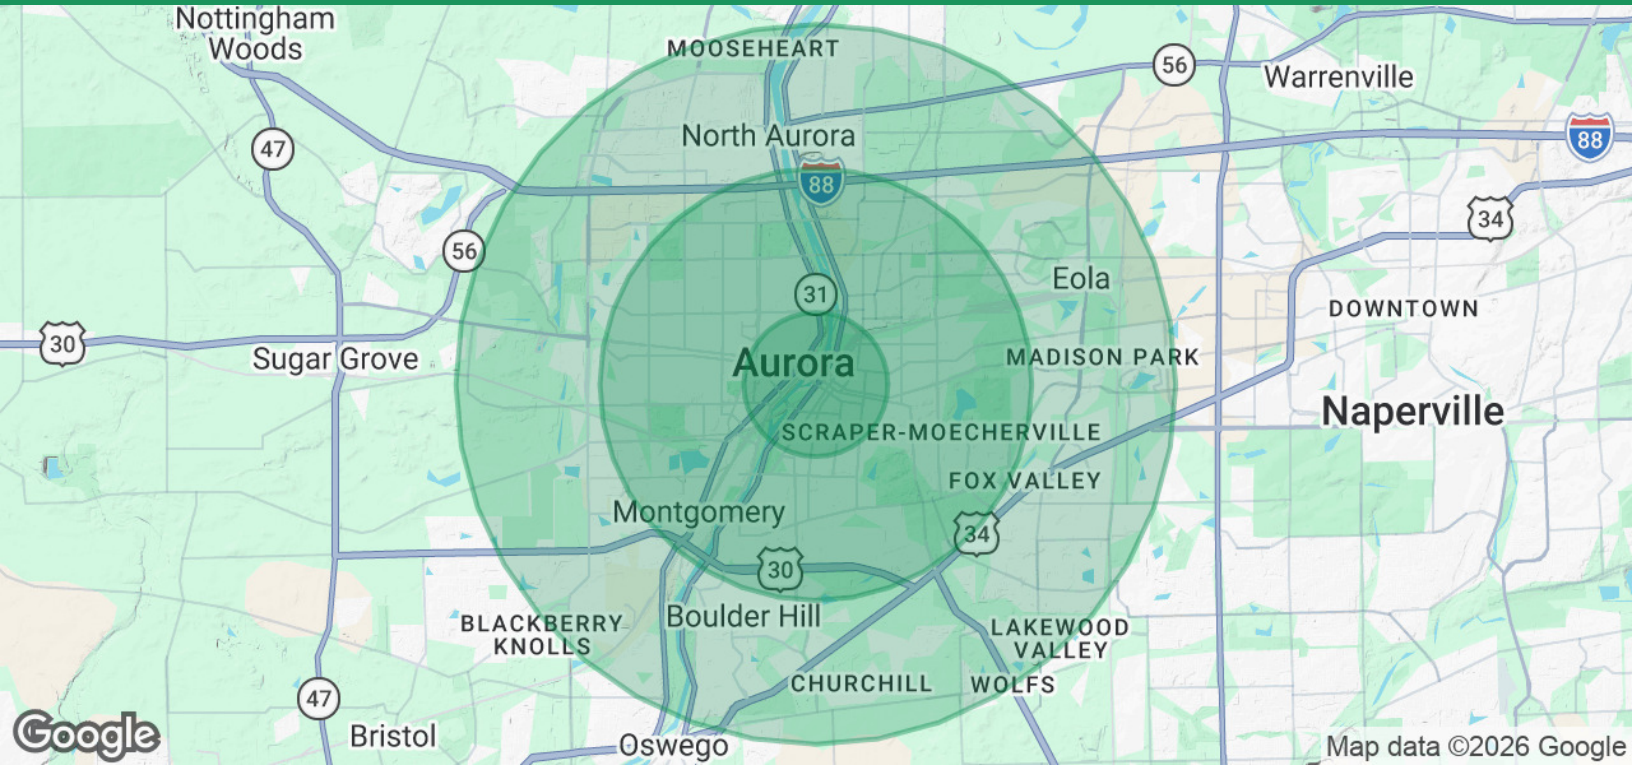 Nottingham
Woods
MOOSEHEART
56
Warrenville
North Aurora
88
47
88
34
56
31
Eola
DOWNTOWN
30
Sugar Grove
Aurora
MADISON PARK
Naperville
SCRAPER-MOECHERVILLE
FOX VALLEY
Montgomery
34
30
BLACKBERRY
KNOLLS
Boulder Hill
LAKEWOOD
VALLEY
CHURCHILL
WOLFS
47
Google
Bristol
Oswego
Map data ©2026 Google